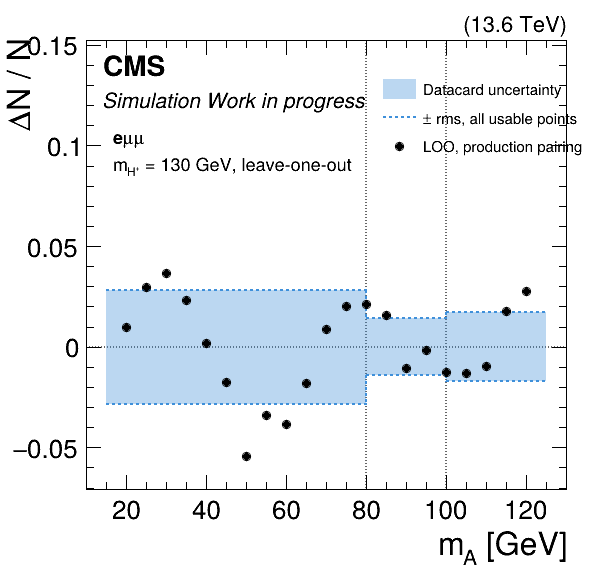 (13.6 TeV)
ΔN / N
CMS
Simulation Work in progress
eμμ
m_H⁺ = 130 GeV, leave-one-out
Datacard uncertainty
± rms, all usable points
LOO, production pairing
0.15
0.1
0.05
0
−0.05
20 40 60 80 100 120
m_A [GeV]